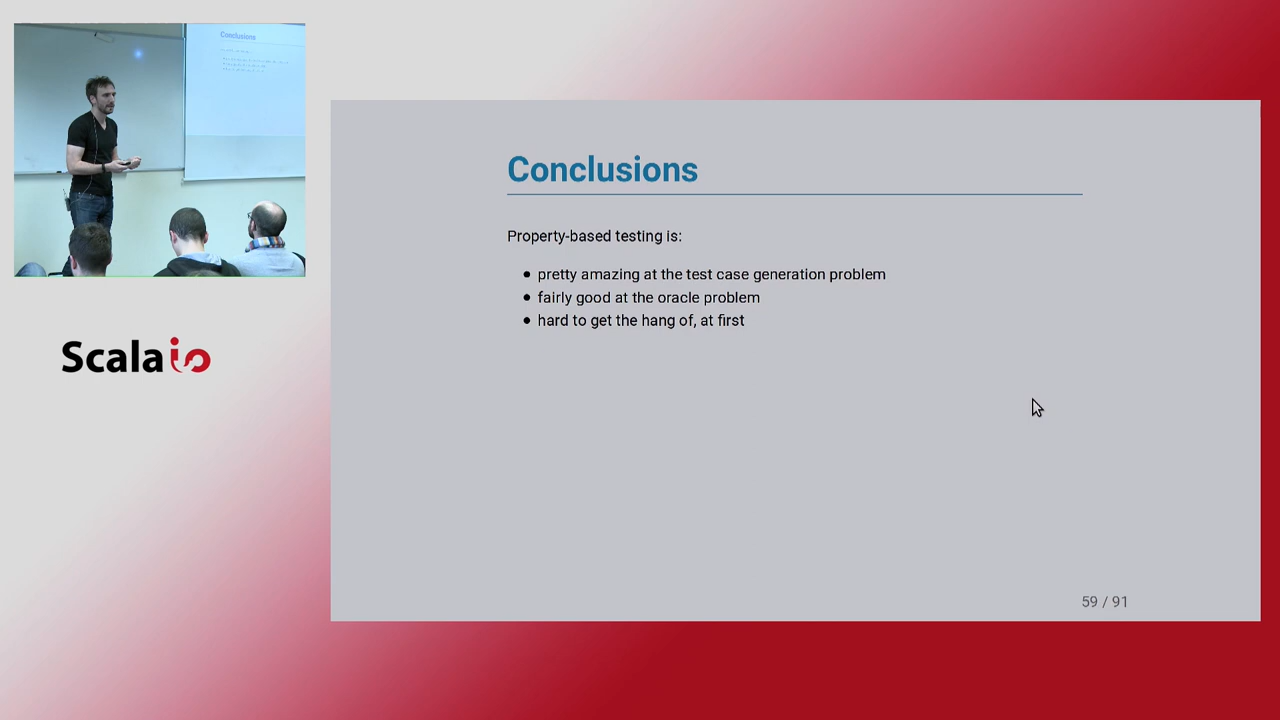 Conclusions
Scala io
Conclusions
Property-based testing is:
pretty amazing at the test case generation problem
fairly good at the oracle problem
hard to get the hang of, at first
59 / 91